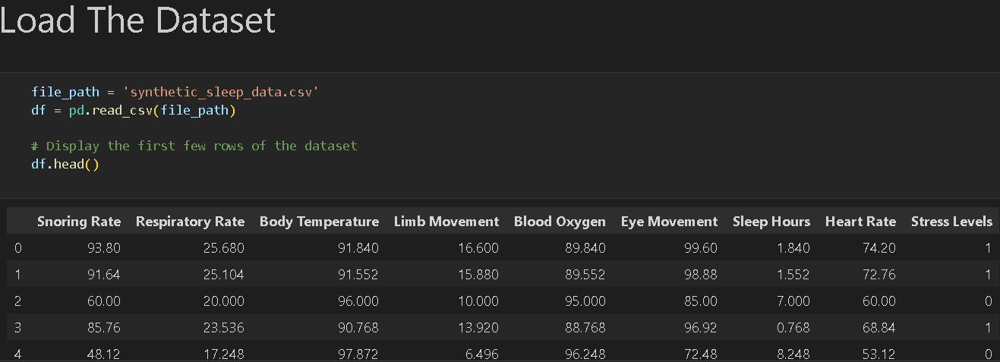 Load The Dataset
file_path = 'synthetic_sleep_data.csv'
df = pd.read_csv(file_path)
# Display the first few rows of the dataset
df.head()
Snoring Rate Respiratory Rate Body Temperature Limb Movement Blood Oxygen Eye Movement Sleep Hours Heart Rate Stress Levels
0 93.80 25.680 91.840 16.600 89.840 99.60 1.840 74.20 1
1 91.64 25.104 91.552 15.880 89.552 98.88 1.552 72.76 1
2 60.00 20.000 96.000 10.000 95.000 85.00 7.000 60.00 0
3 85.76 23.536 90.768 13.920 88.768 96.92 0.768 68.84 1
4 48.12 17.248 97.872 6.496 96.248 72.48 8.248 53.12 0